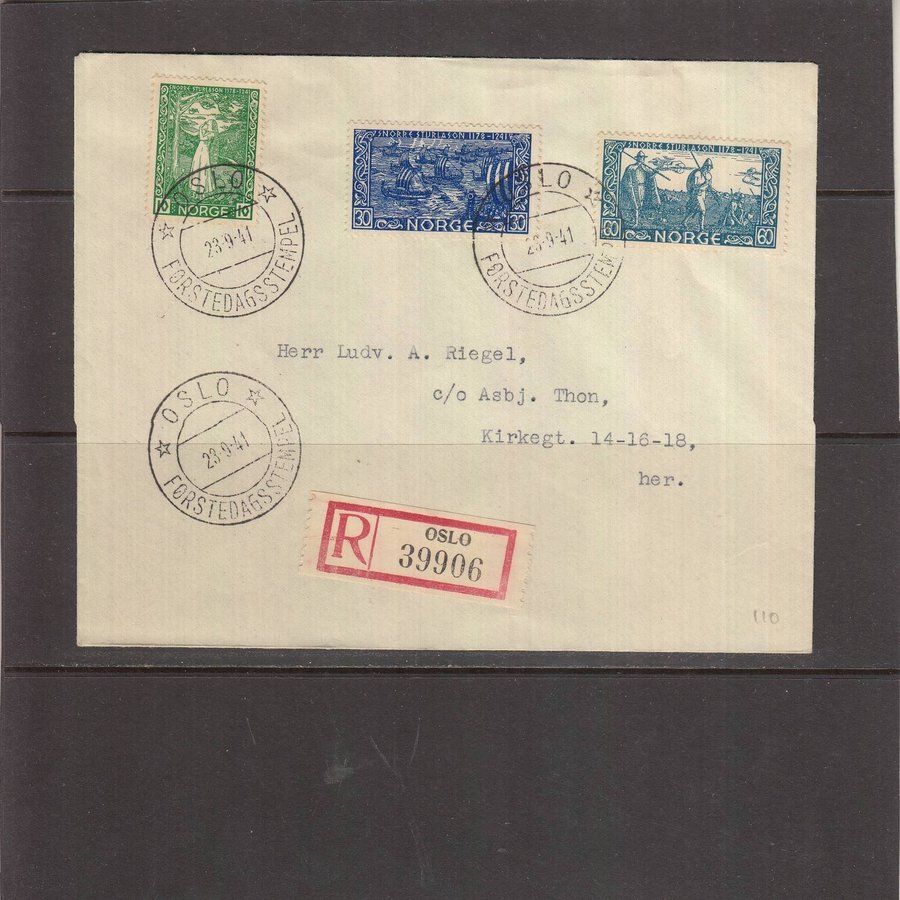 SNORRE STURLASON 1178-1241
10 NORGE 10
SNORRE STURLASON 1178-1241
30 NORGE 30
SNORRE STURLASON 1178-1241
60 NORGE 60
OSLO
23-9-41
FØRSTEDAGSSTEMPEL
OSLO
23-9-41
FØRSTEDAGSSTEMPEL
Herr Ludv. A. Riegel,
c/o Asbj. Thon,
Kirkegt. 14-16-18,
her.
OSLO
23-9-41
FØRSTEDAGSSTEMPEL
R OSLO
39906
110